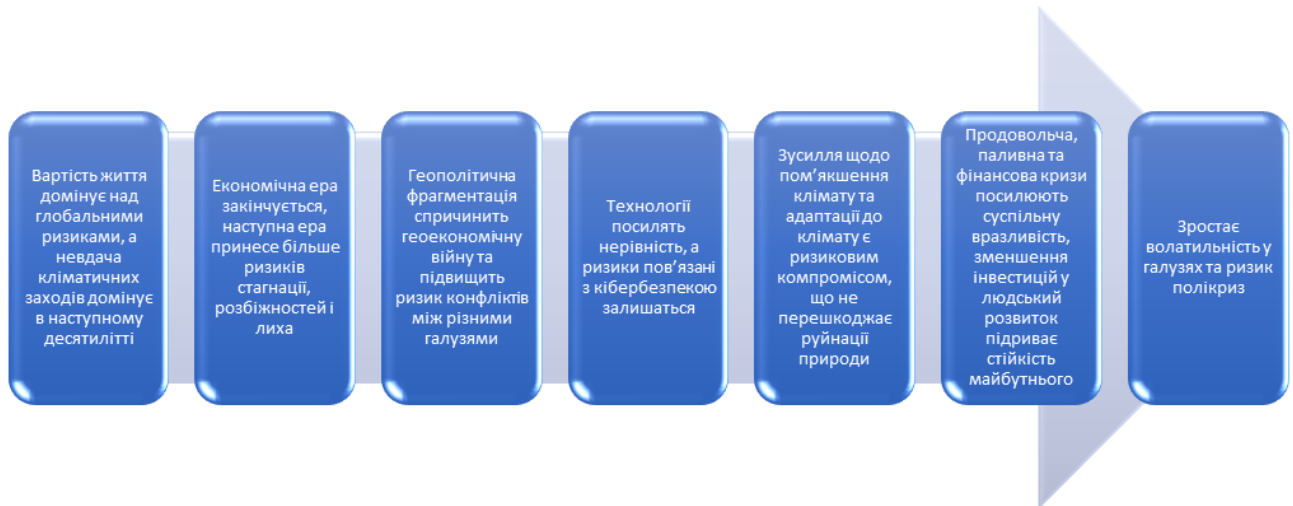 Вартість життя
домінує над
глобальними
ризиками, а
невдача
кліматичних
заходів домінує
в наступному
десятилітті
Економічна ера
закінчується,
наступна ера
принесе більше
ризиків
стагнації,
розбіжностей і
лиха
Геополітична
фрагментація
спричинить
геоекономічну
війну та
підвищить
ризик конфліктів
між різними
галузями
Технології
посилять
нерівність, а
ризики пов’язані
з кібербезпекою
залишаться
Зусилля щодо
пом’якшення
клімату та
адаптації до
клімату є
ризиковим
компромісом,
що не
перешкоджає
руйнації
природи
Продовольча,
паливна та
фінансова кризи
посилюють
суспільну
вразливість,
зменшення
інвестицій у
людський
розвиток
підриває
стійкість
майбутнього
Зростає
волатильність у
галузях та ризик
полікриз